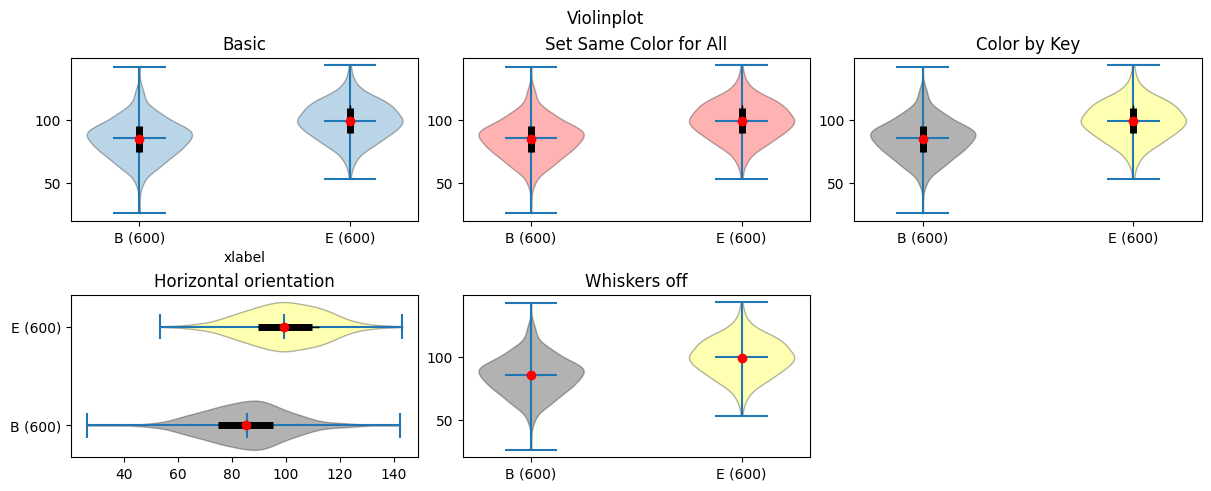 Violinplot
Basic
Set Same Color for All
Color by Key
100
50
B (600)
E (600)
xlabel
100
50
B (600)
E (600)
100
50
B (600)
E (600)
Horizontal orientation
Whiskers off
E (600)
B (600)
40
60
80
100
120
140
100
50
B (600)
E (600)